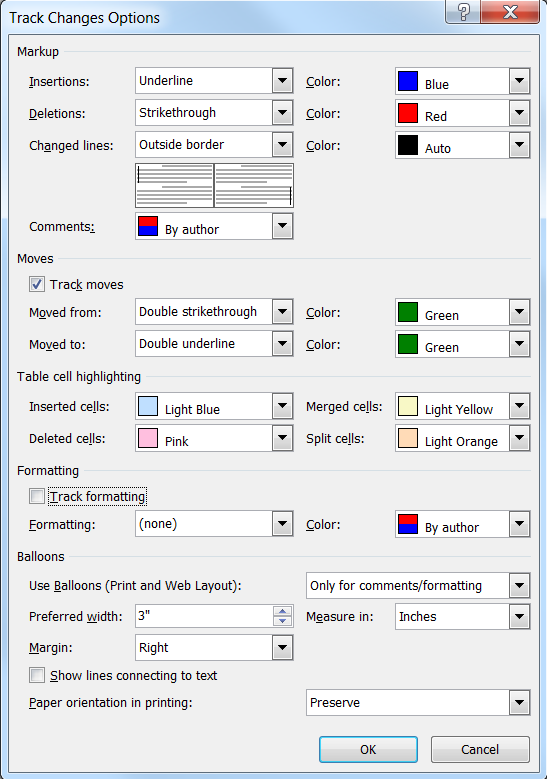 Track Changes Options
Markup
Insertions: Underline Color: Blue
Deletions: Strikethrough Color: Red
Changed lines: Outside border Color: Auto
Comments: By author
Moves
Track moves
Moved from: Double strikethrough Color: Green
Moved to: Double underline Color: Green
Table cell highlighting
Inserted cells: Light Blue Merged cells: Light Yellow
Deleted cells: Pink Split cells: Light Orange
Formatting
Track formatting
Formatting: (none) Color: By author
Balloons
Use Balloons (Print and Web Layout): Only for comments/formatting
Preferred width: 3" Measure in: Inches
Margin: Right
Show lines connecting to text
Paper orientation in printing: Preserve
OK Cancel